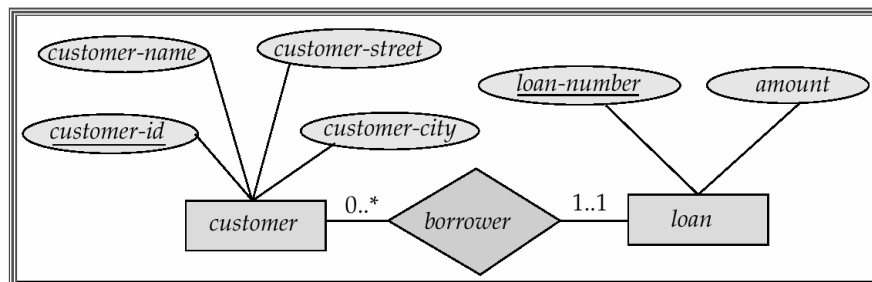 customer-name
customer-street
customer-id
customer-city
loan-number
amount
customer
0..*
borrower
1..1
loan